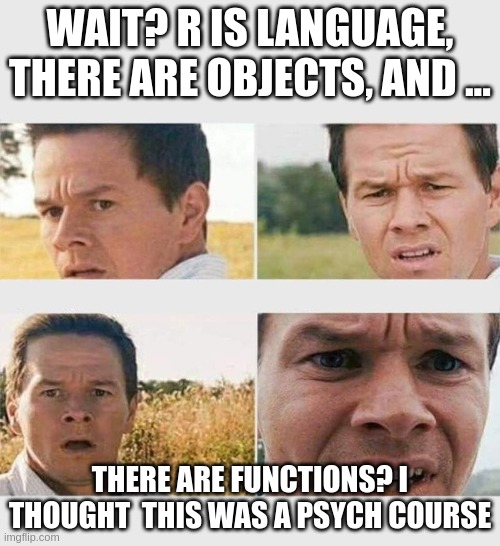 WAIT? R IS LANGUAGE,
THERE ARE OBJECTS, AND ...
THERE ARE FUNCTIONS? I
THOUGHT THIS WAS A PSYCH COURSE
imgflip.com